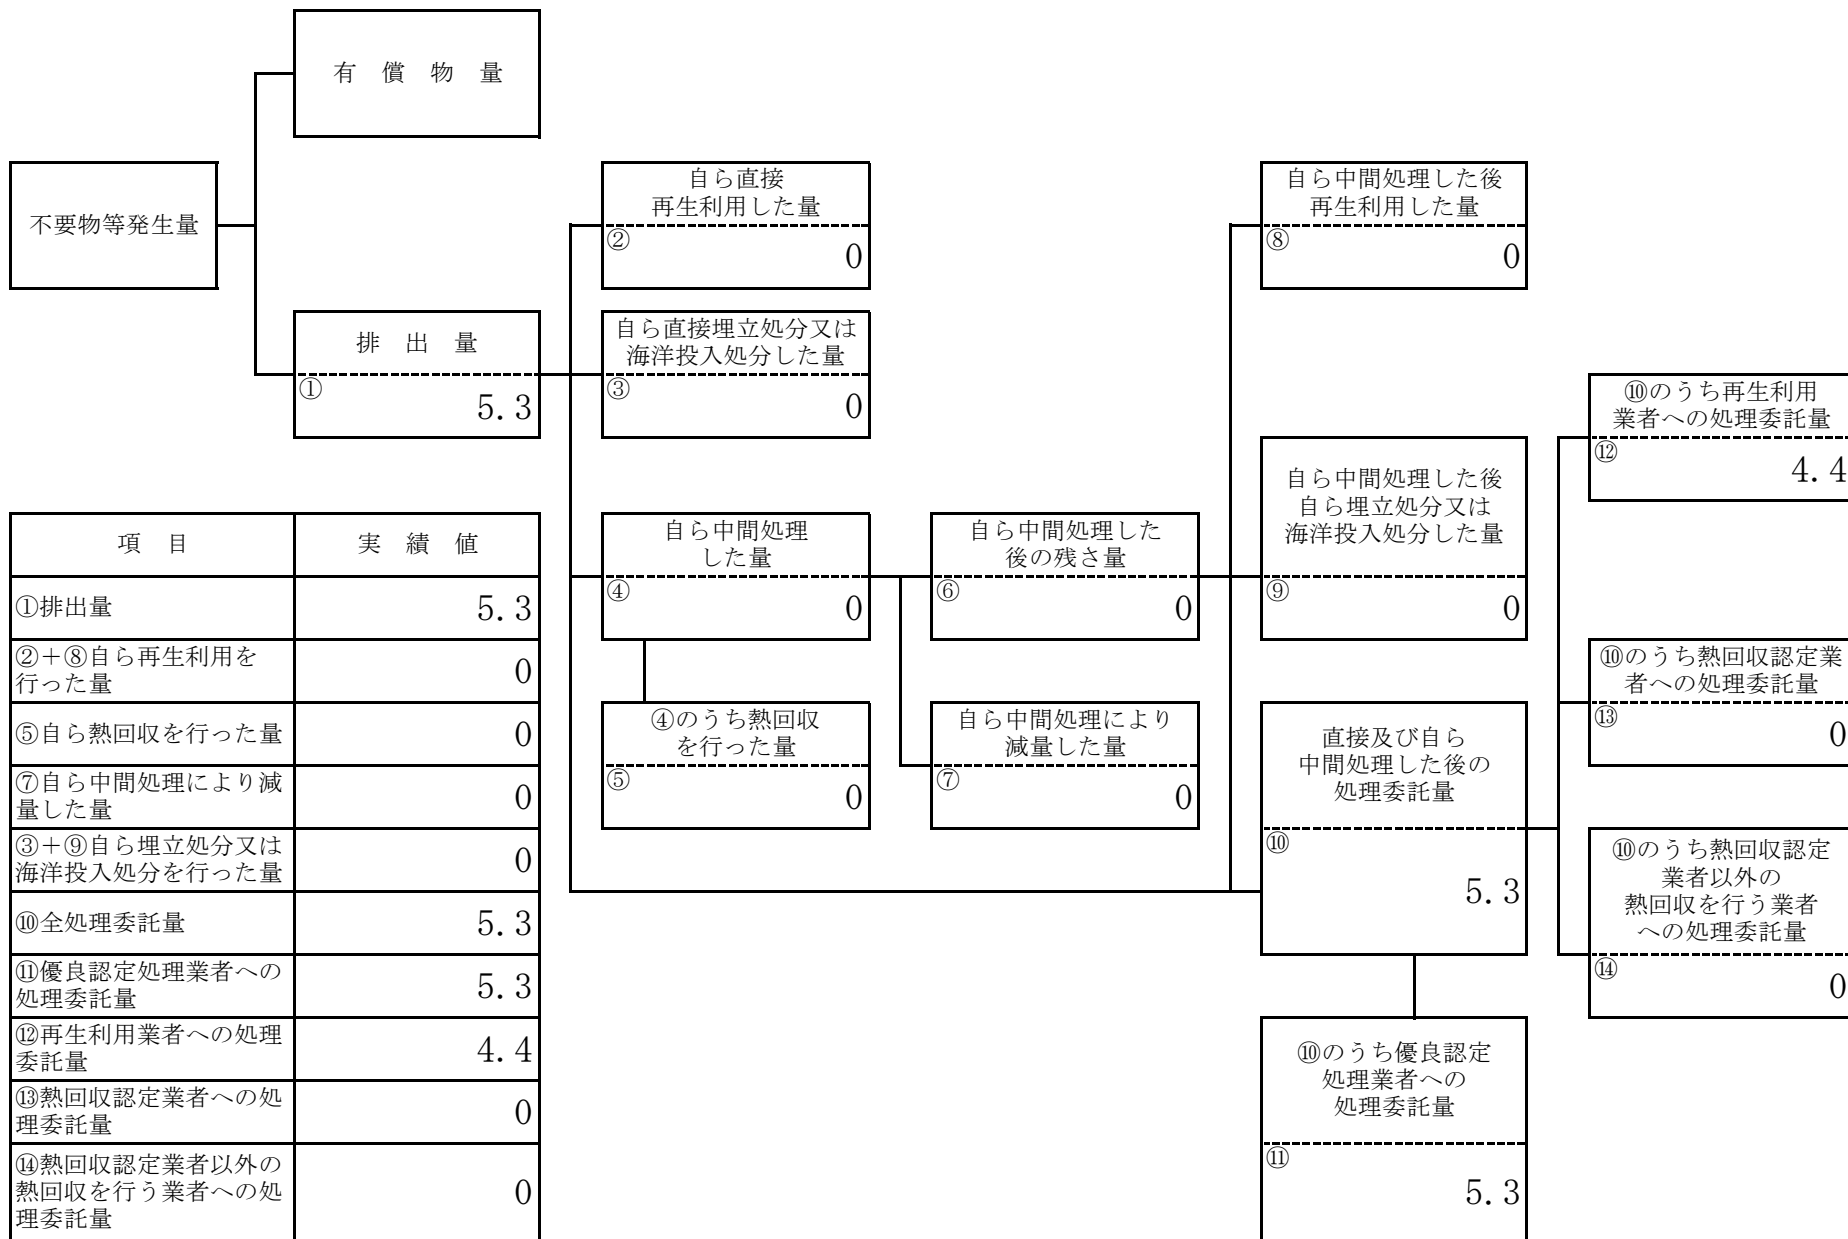 有 償 物 量
不要物等発生量
排 出 量
①
5.3
自ら直接
再生利用した量
②
0
自ら直接埋立処分又は
海洋投入処分した量
③
0
自ら中間処理
した量
④
0
④のうち熱回収
を行った量
⑤
0
自ら中間処理した
後の残さ量
⑥
0
自ら中間処理により
減量した量
⑦
0
自ら中間処理した後
再生利用した量
⑧
0
自ら中間処理した後
自ら埋立処分又は
海洋投入処分した量
⑨
0
直接及び自ら
中間処理した後の
処理委託量
⑩
5.3
⑩のうち優良認定
処理業者への
処理委託量
⑪
5.3
⑩のうち再生利用
業者への処理委託量
⑫
4.4
⑩のうち熱回収認定業
者への処理委託量
⑬
0
⑩のうち熱回収認定
業者以外の
熱回収を行う業者
への処理委託量
⑭
0
項 目 実 績 値
①排出量 5.3
②+⑧自ら再生利用を
行った量 0
⑤自ら熱回収を行った量 0
⑦自ら中間処理により減
量した量 0
③+⑨自ら埋立処分又は
海洋投入処分を行った量 0
⑩全処理委託量 5.3
⑪優良認定処理業者への
処理委託量 5.3
⑫再生利用業者への処理
委託量 4.4
⑬熱回収認定業者への処
理委託量 0
⑭熱回収認定業者以外の
熱回収を行う業者への処
理委託量 0